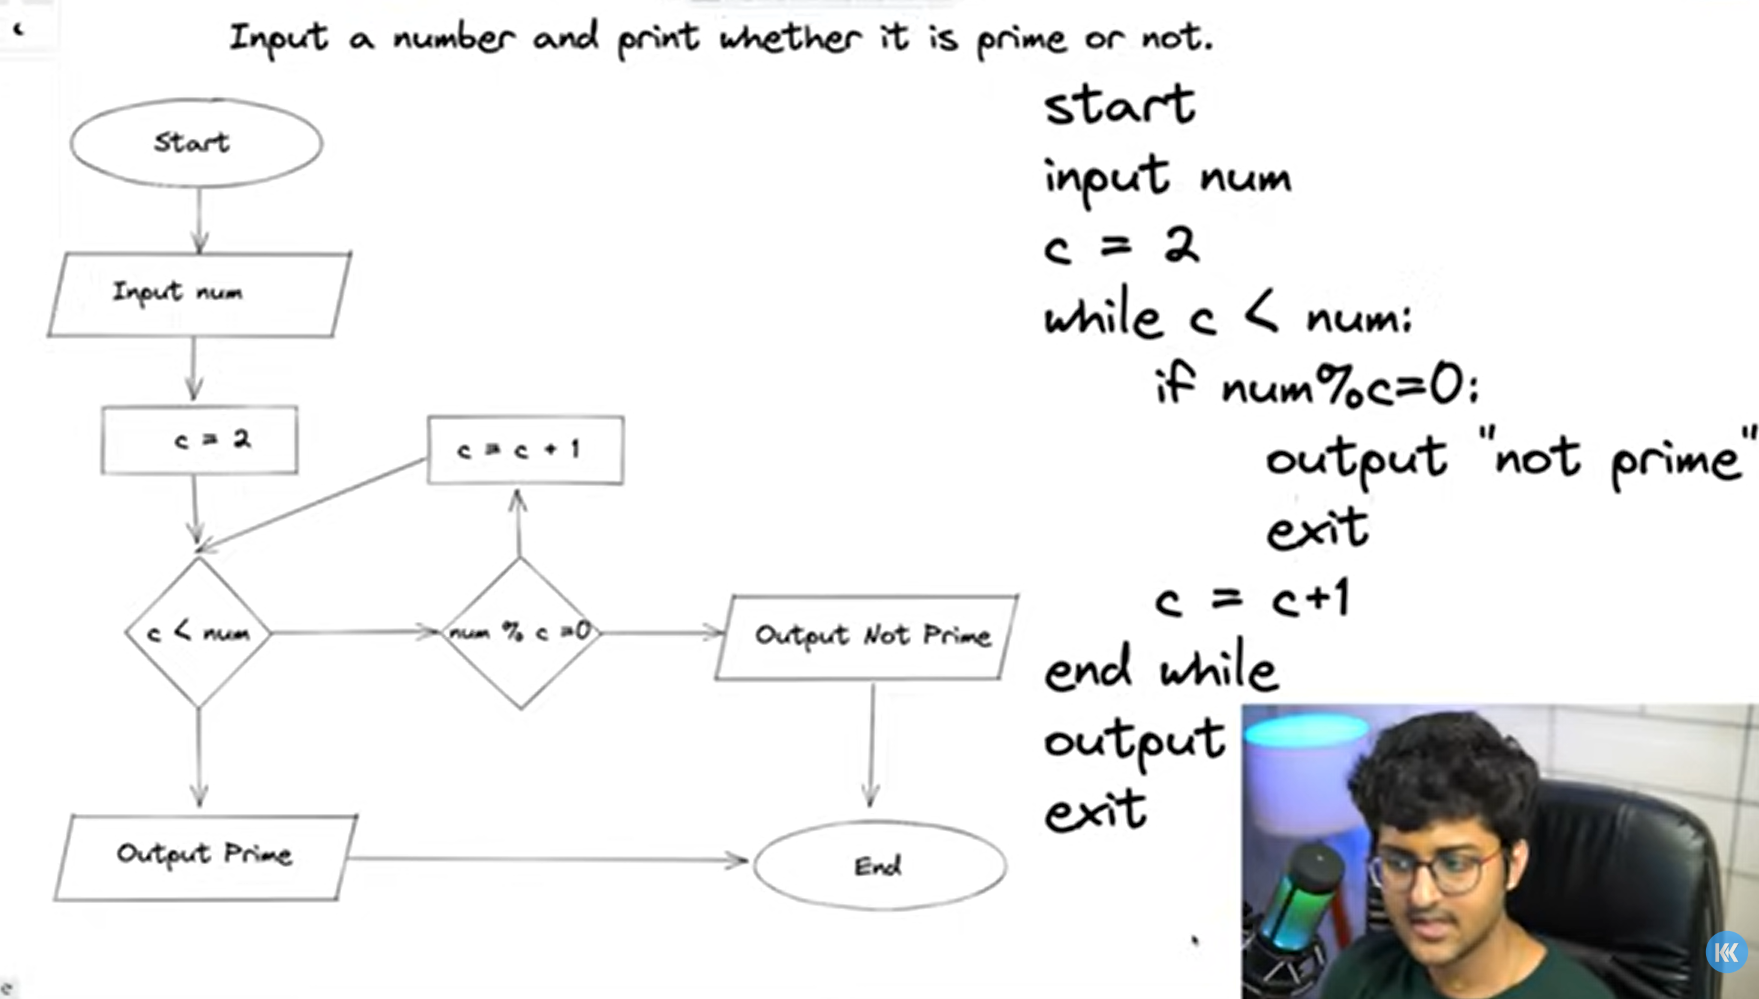 Input a number and print whether it is prime or not.
Start
Input num
c = 2
c = c + 1
c < num
num % c =0
Output Not Prime
Output Prime
End
start
input num
c = 2
while c < num:
if num%c=0:
output "not prime"
exit
c = c+1
end while
output
exit
KK